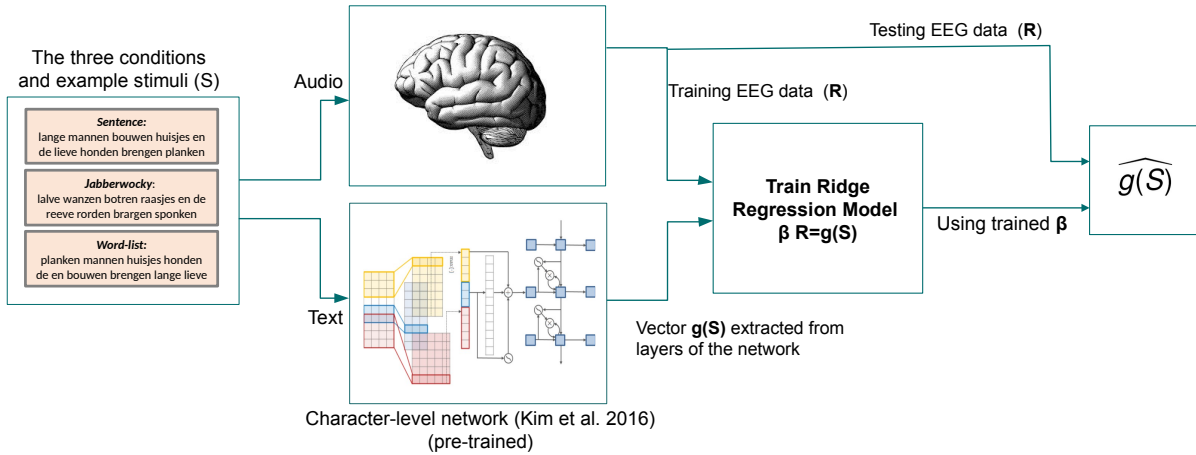 The three conditions
and example stimuli (S)
Sentence:
lange mannen bouwen huisjes en
de lieve honden brengen planken
Jabberwocky:
lalve wanzen botren raasjes en de
reeve rorden brargen sponken
Word-list:
planken mannen huisjes honden
de en bouwen brengen lange lieve
Audio
Text
Character-level network (Kim et al. 2016)
(pre-trained)
Testing EEG data (R)
Training EEG data (R)
Train Ridge
Regression Model
β R=g(S)
Vector g(S) extracted from
layers of the network
Using trained β
g(S)